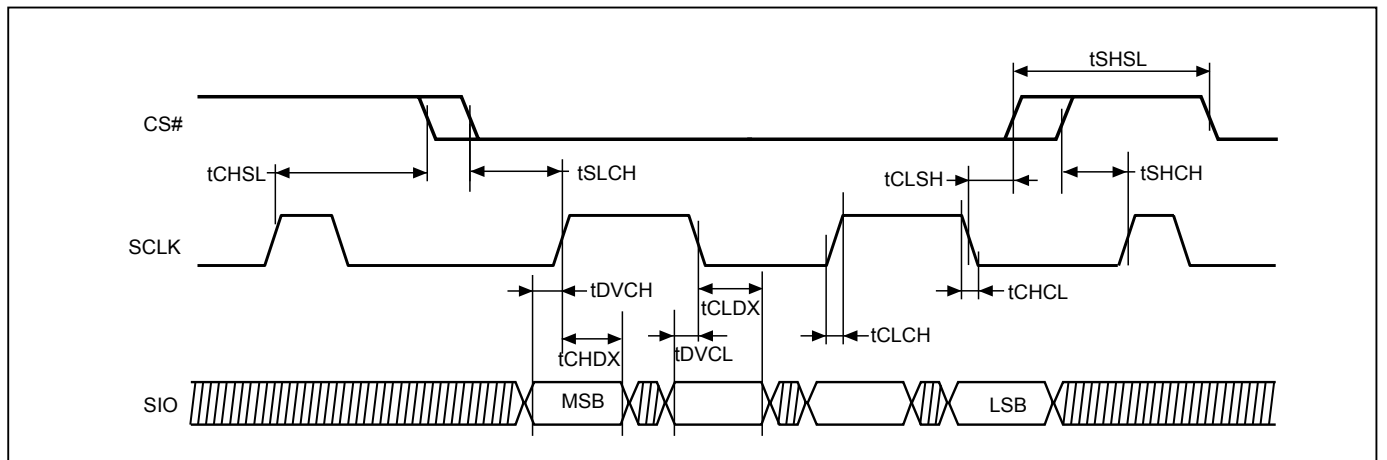 tSHSL
CS#
tCHSL
tSLCH
tCLSH
tSHCH
SCLK
tDVCH
tCLDX
tCHCL
tCHDX
tDVCL
tCLCH
SIO
MSB
LSB